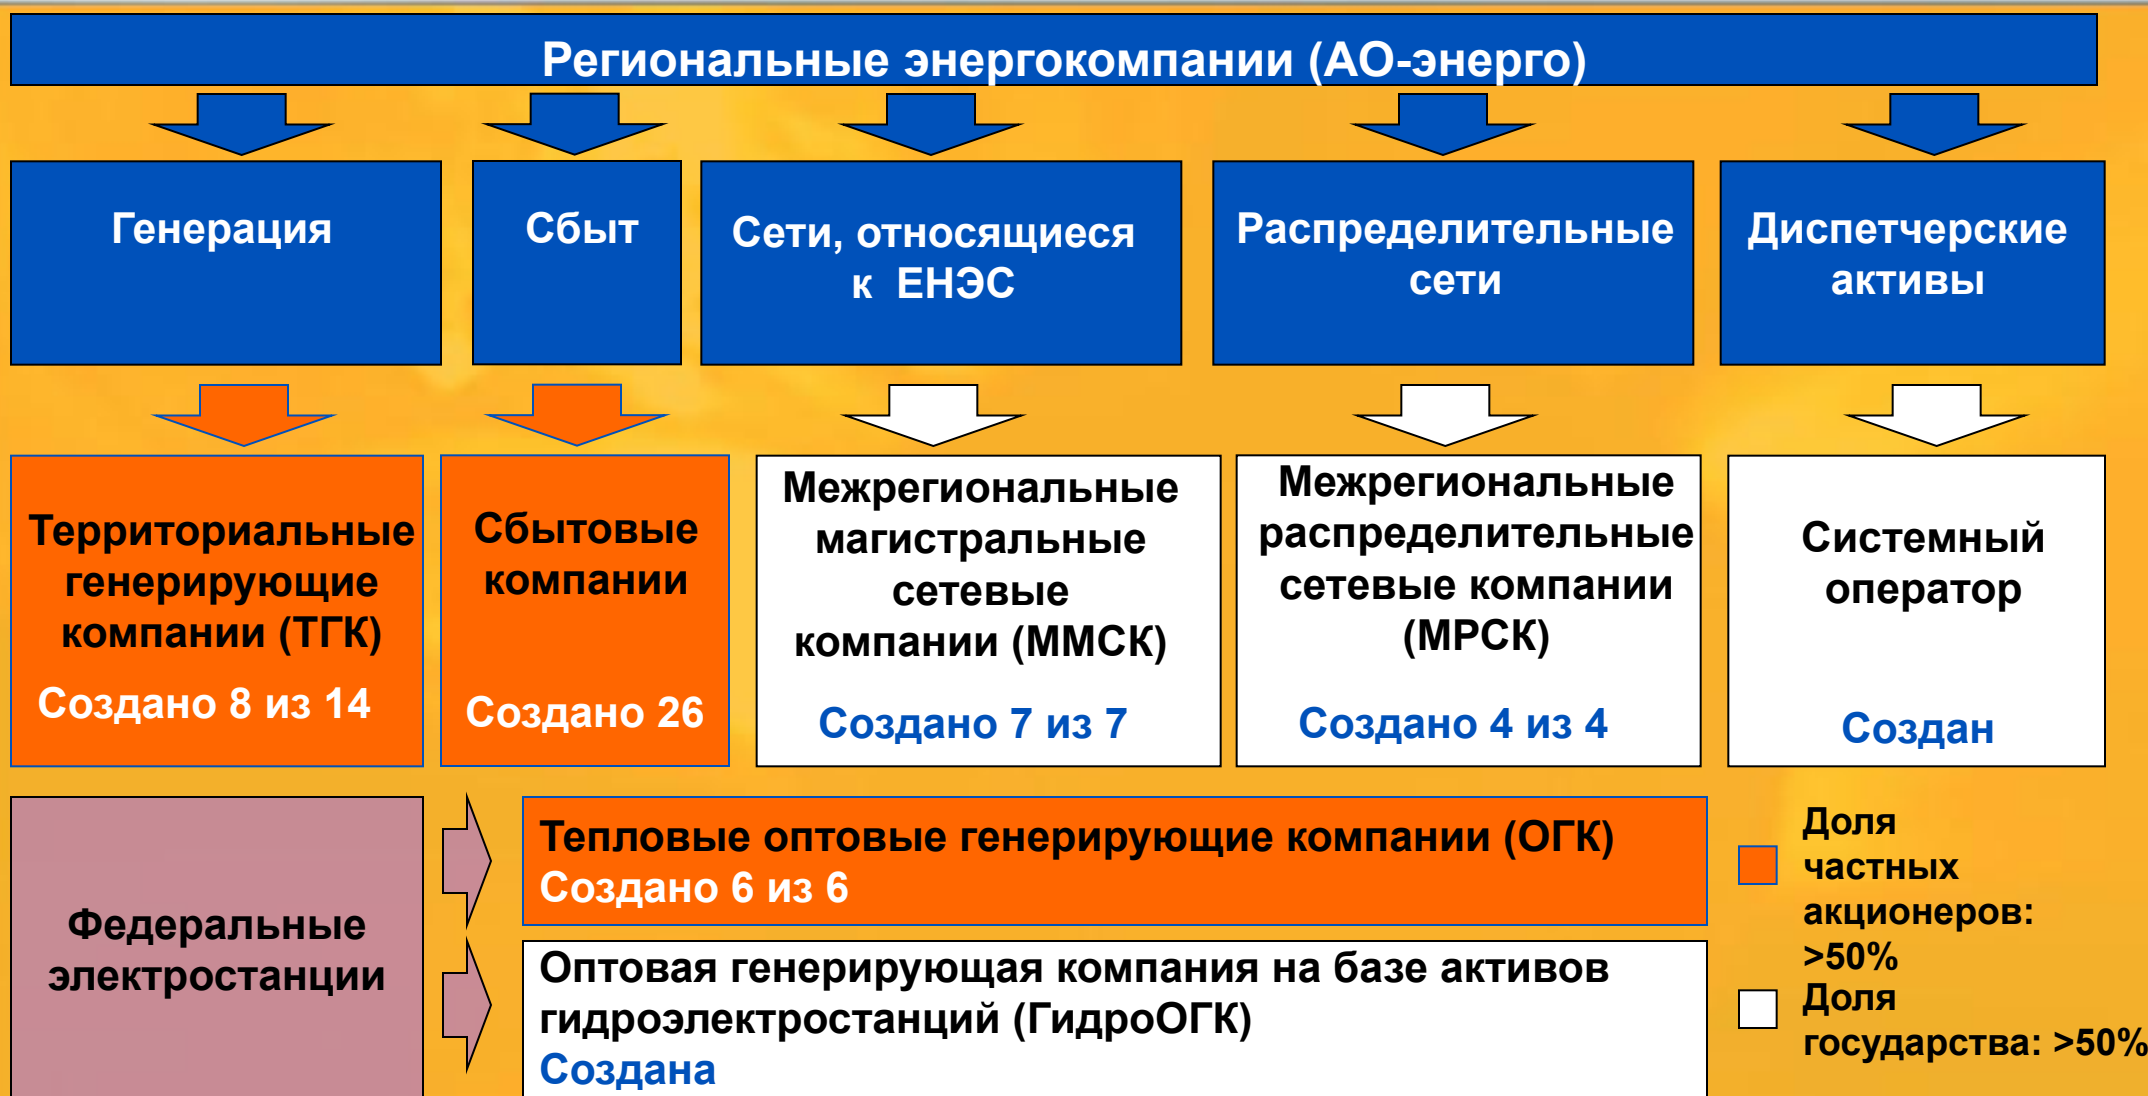 Региональные энергокомпании (АО-энерго)
Генерация
Сбыт
Сети, относящиеся
к ЕНЭС
Распределительные
сети
Диспетчерские
активы
Территориальные
генерирующие
компании (ТГК)
Создано 8 из 14
Сбытовые
компании
Создано 26
Межрегиональные
магистральные
сетевые
компании (ММСК)
Создано 7 из 7
Межрегиональные
распределительные
сетевые компании
(МРСК)
Создано 4 из 4
Системный
оператор
Создан
Федеральные
электростанции
Тепловые оптовые генерирующие компании (ОГК)
Создано 6 из 6
Оптовая генерирующая компания на базе активов
гидроэлектростанций (ГидроОГК)
Создана
Доля
частных
акционеров:
>50%
Доля
государства: >50%